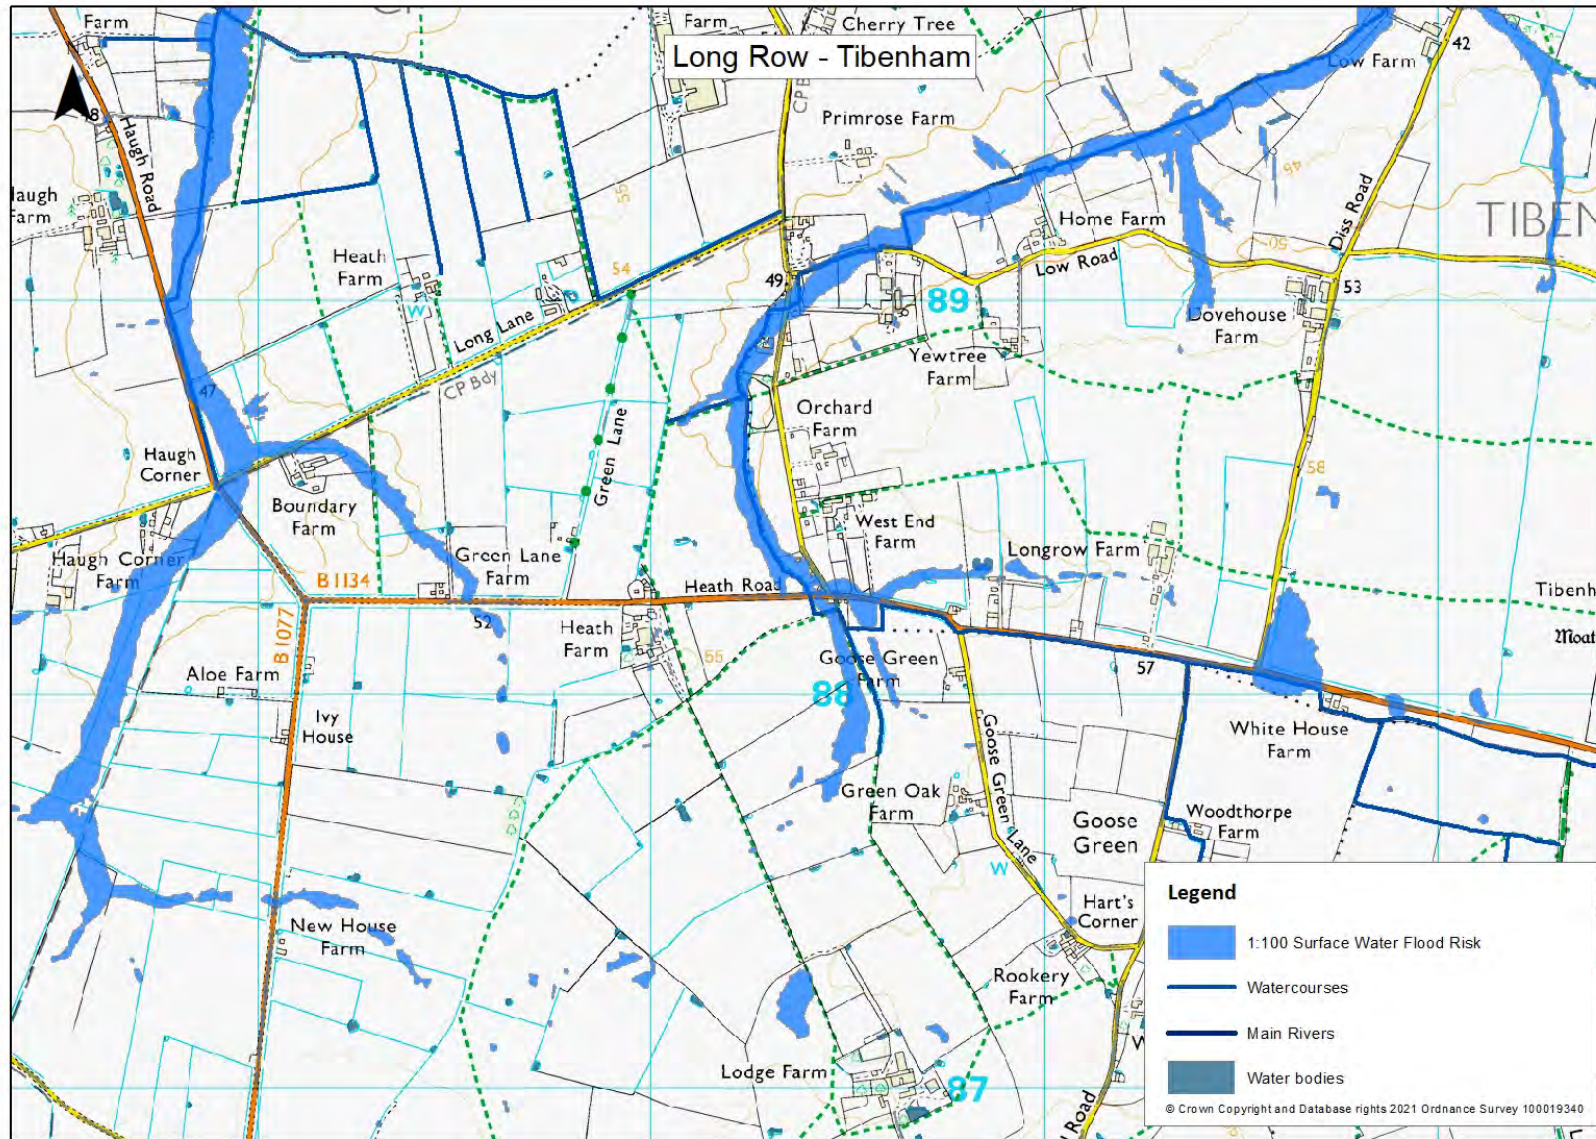 Farm
Farm
Cherry Tree
42
Long Row - Tibenham
Low Farm
8
CPB
Primrose Farm
Haugh Road
Haugh
Farm
55
46
Diss Road
TIBEN
Home Farm
Heath
Farm
50
54
Low Road
49
53
89
W
Dovehouse
Farm
Long Lane
Yewtree
Farm
CP Bdy
47
Orchard
Farm
Green Lane
Haugh
Corner
58
Boundary
Farm
West End
Farm
Haugh Corner
Farm
Green Lane
Farm
Longrow Farm
B1134
Heath Road
Tibenh
B1077
52
Heath
Farm
Moat
55
Goose Green
Farm
57
Aloe Farm
88
Ivy
House
Goose Green Lane
White House
Farm
Green Oak
Farm
Goose
Green
Woodthorpe
Farm
W
Legend
Hart's
Corner
New House
Farm
1:100 Surface Water Flood Risk
Rookery
Farm
Watercourses
Main Rivers
W
Lodge Farm
87
Water bodies
Road
© Crown Copyright and Database rights 2021 Ordnance Survey 100019340